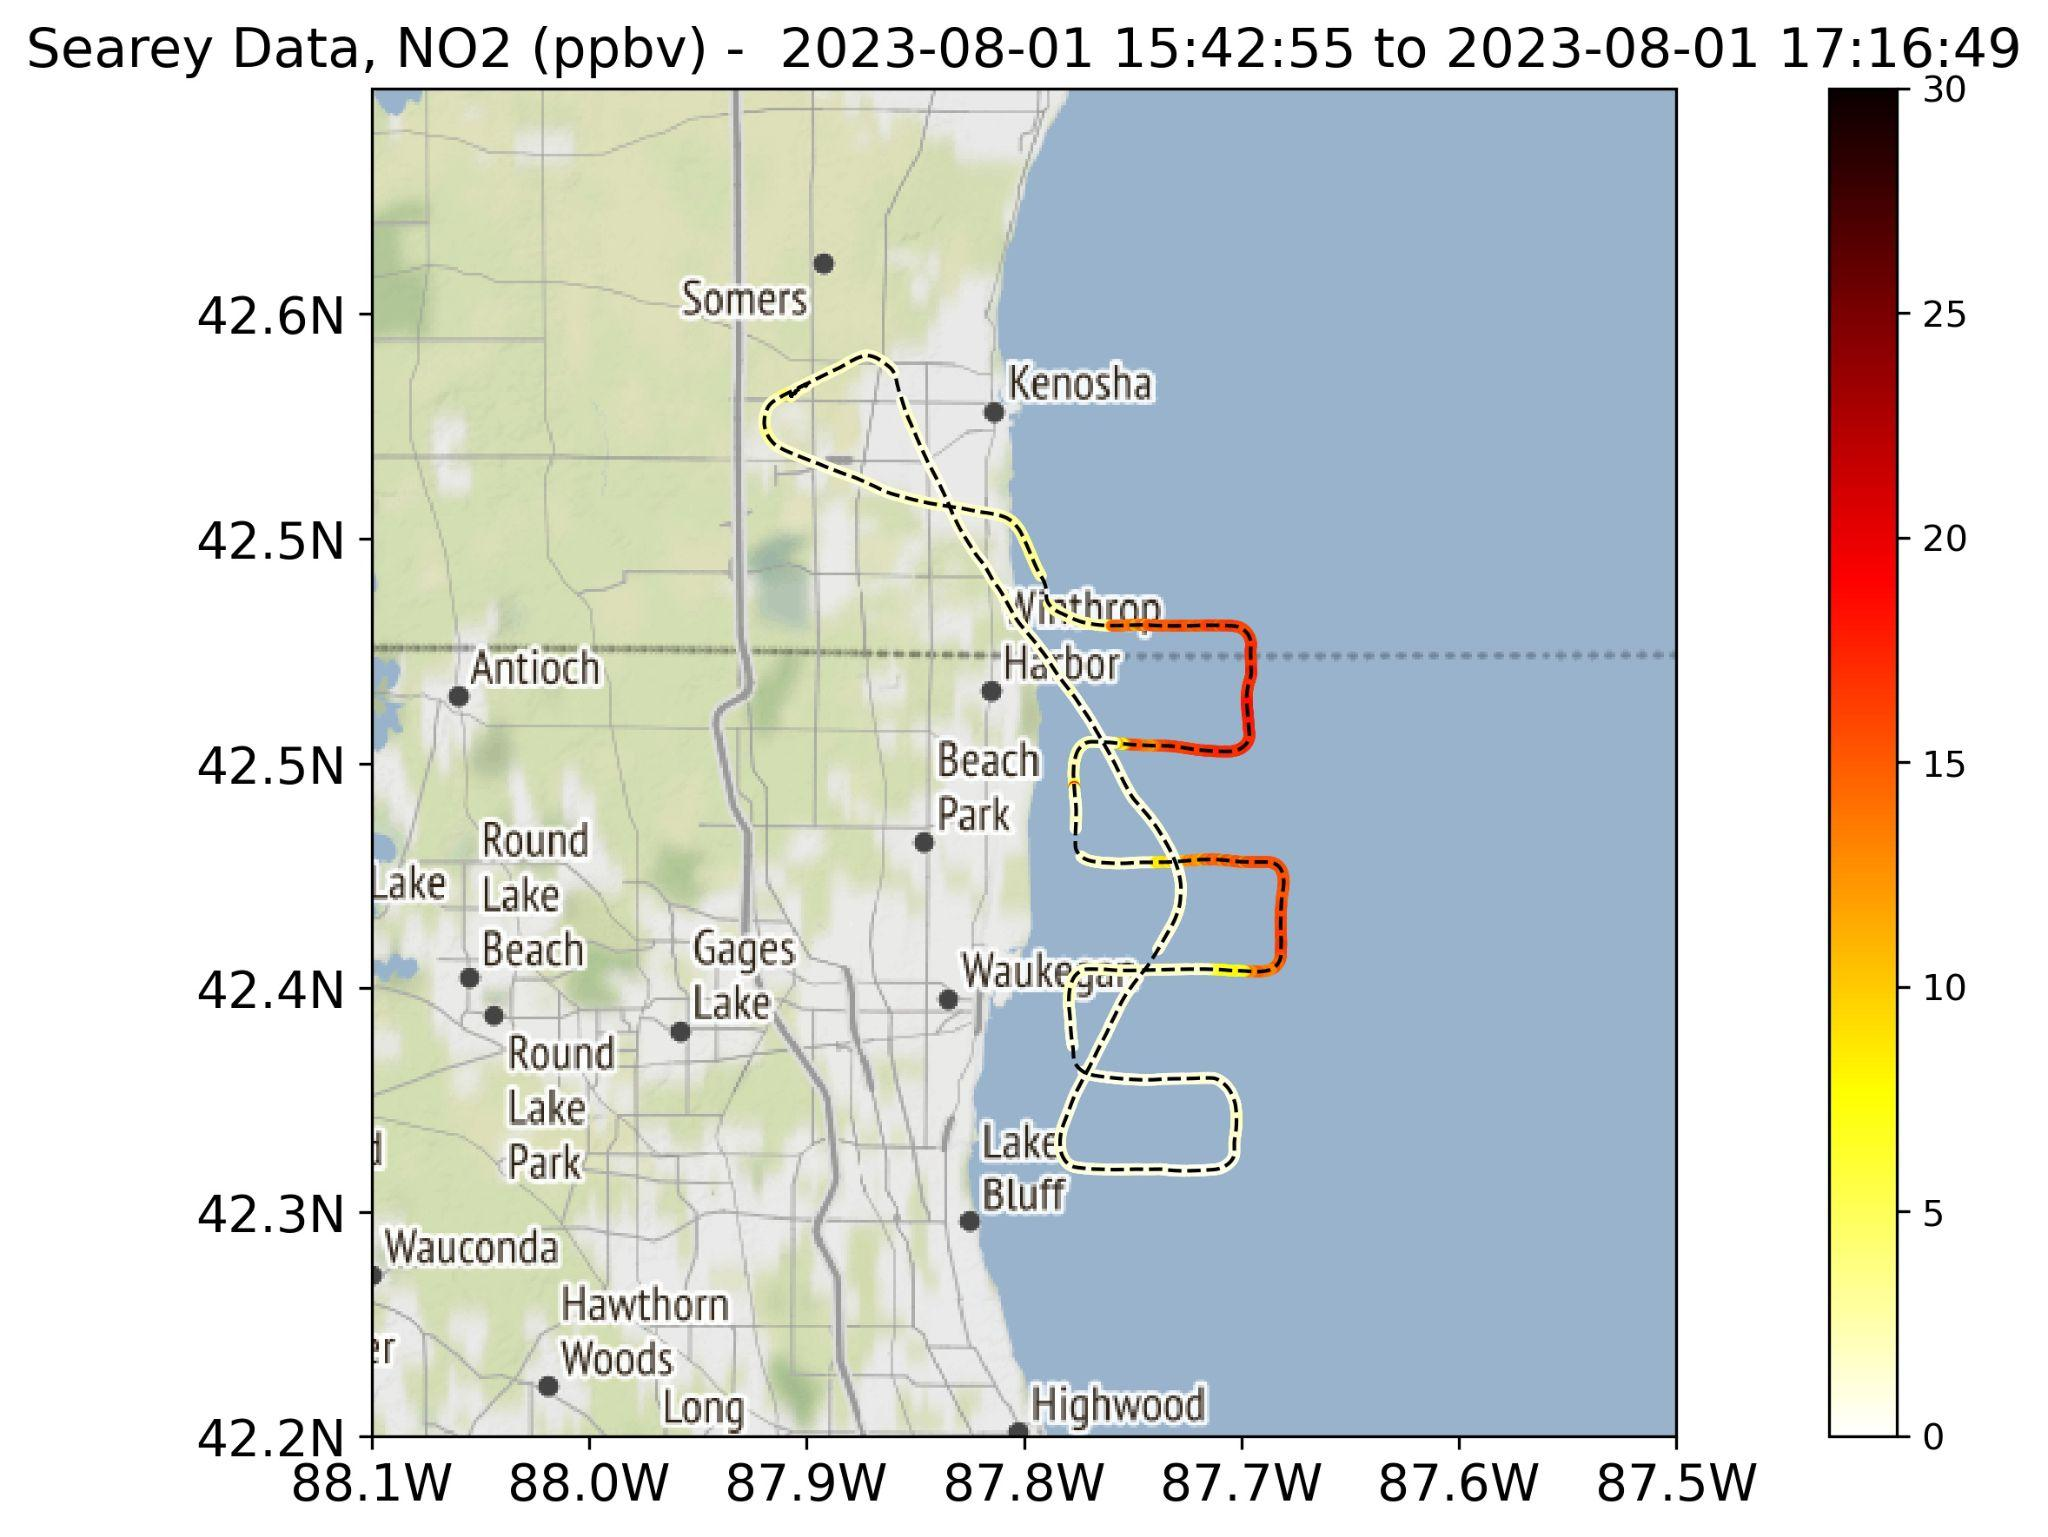 Searey Data, NO2 (ppbv) -  2023-08-01 15:42:55 to 2023-08-01 17:16:49
30
25
20
15
10
5
0
42.6N
42.5N
42.5N
42.4N
42.3N
42.2N
88.1W
88.0W
87.9W
87.8W
87.7W
87.6W
87.5W
Somers
Kenosha
Winthrop
Harbor
Antioch
Beach
Park
Round
Lake
Beach
Lake
Gages
Lake
Waukegan
Round
Lake
Park
Lake
Bluff
Wauconda
Hawthorn
Woods
Long
Highwood